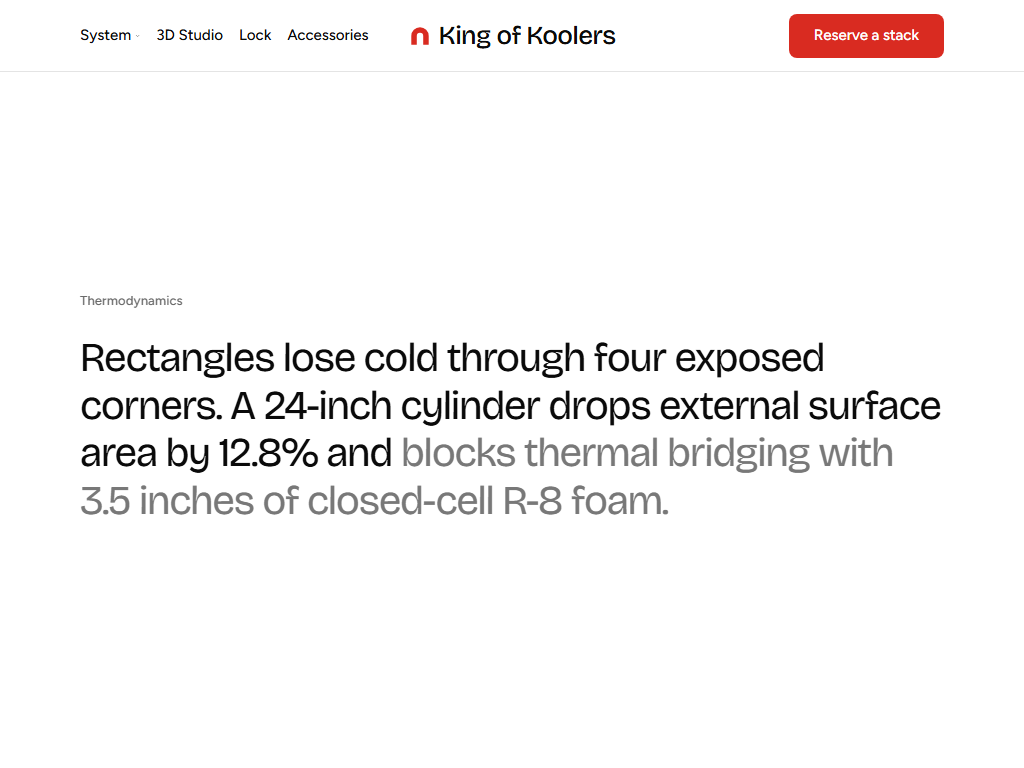 System
3D Studio
Lock
Accessories
King of Koolers
Reserve a stack
Thermodynamics
Rectangles lose cold through four exposed
corners. A 24-inch cylinder drops external surface
area by 12.8% and blocks thermal bridging with
3.5 inches of closed-cell R-8 foam.